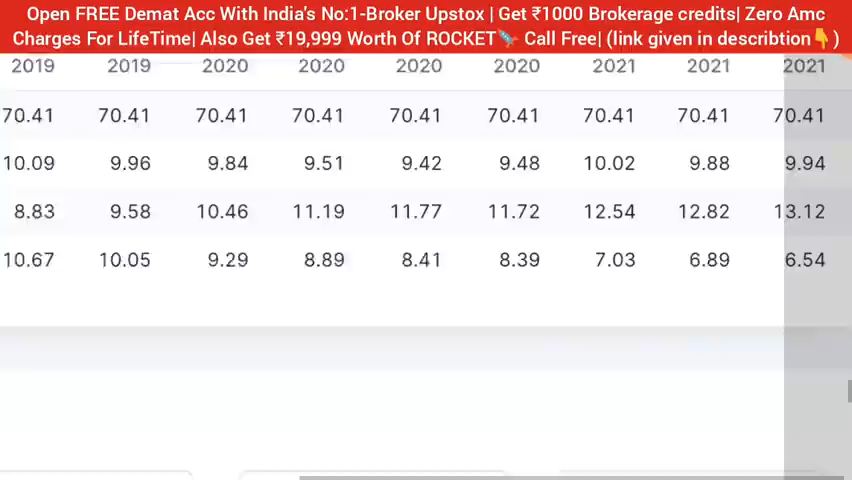 Open FREE Demat Acc With India's No:1-Broker Upstox | Get ₹1000 Brokerage credits| Zero Amc
Charges For LifeTime| Also Get ₹19,999 Worth Of ROCKET🚀 Call Free| (link given in describtion👇)
2019 2019 2020 2020 2020 2020 2021 2021 2021
70.41 70.41 70.41 70.41 70.41 70.41 70.41 70.41 70.41
10.09 9.96 9.84 9.51 9.42 9.48 10.02 9.88 9.94
8.83 9.58 10.46 11.19 11.77 11.72 12.54 12.82 13.12
10.67 10.05 9.29 8.89 8.41 8.39 7.03 6.89 6.54